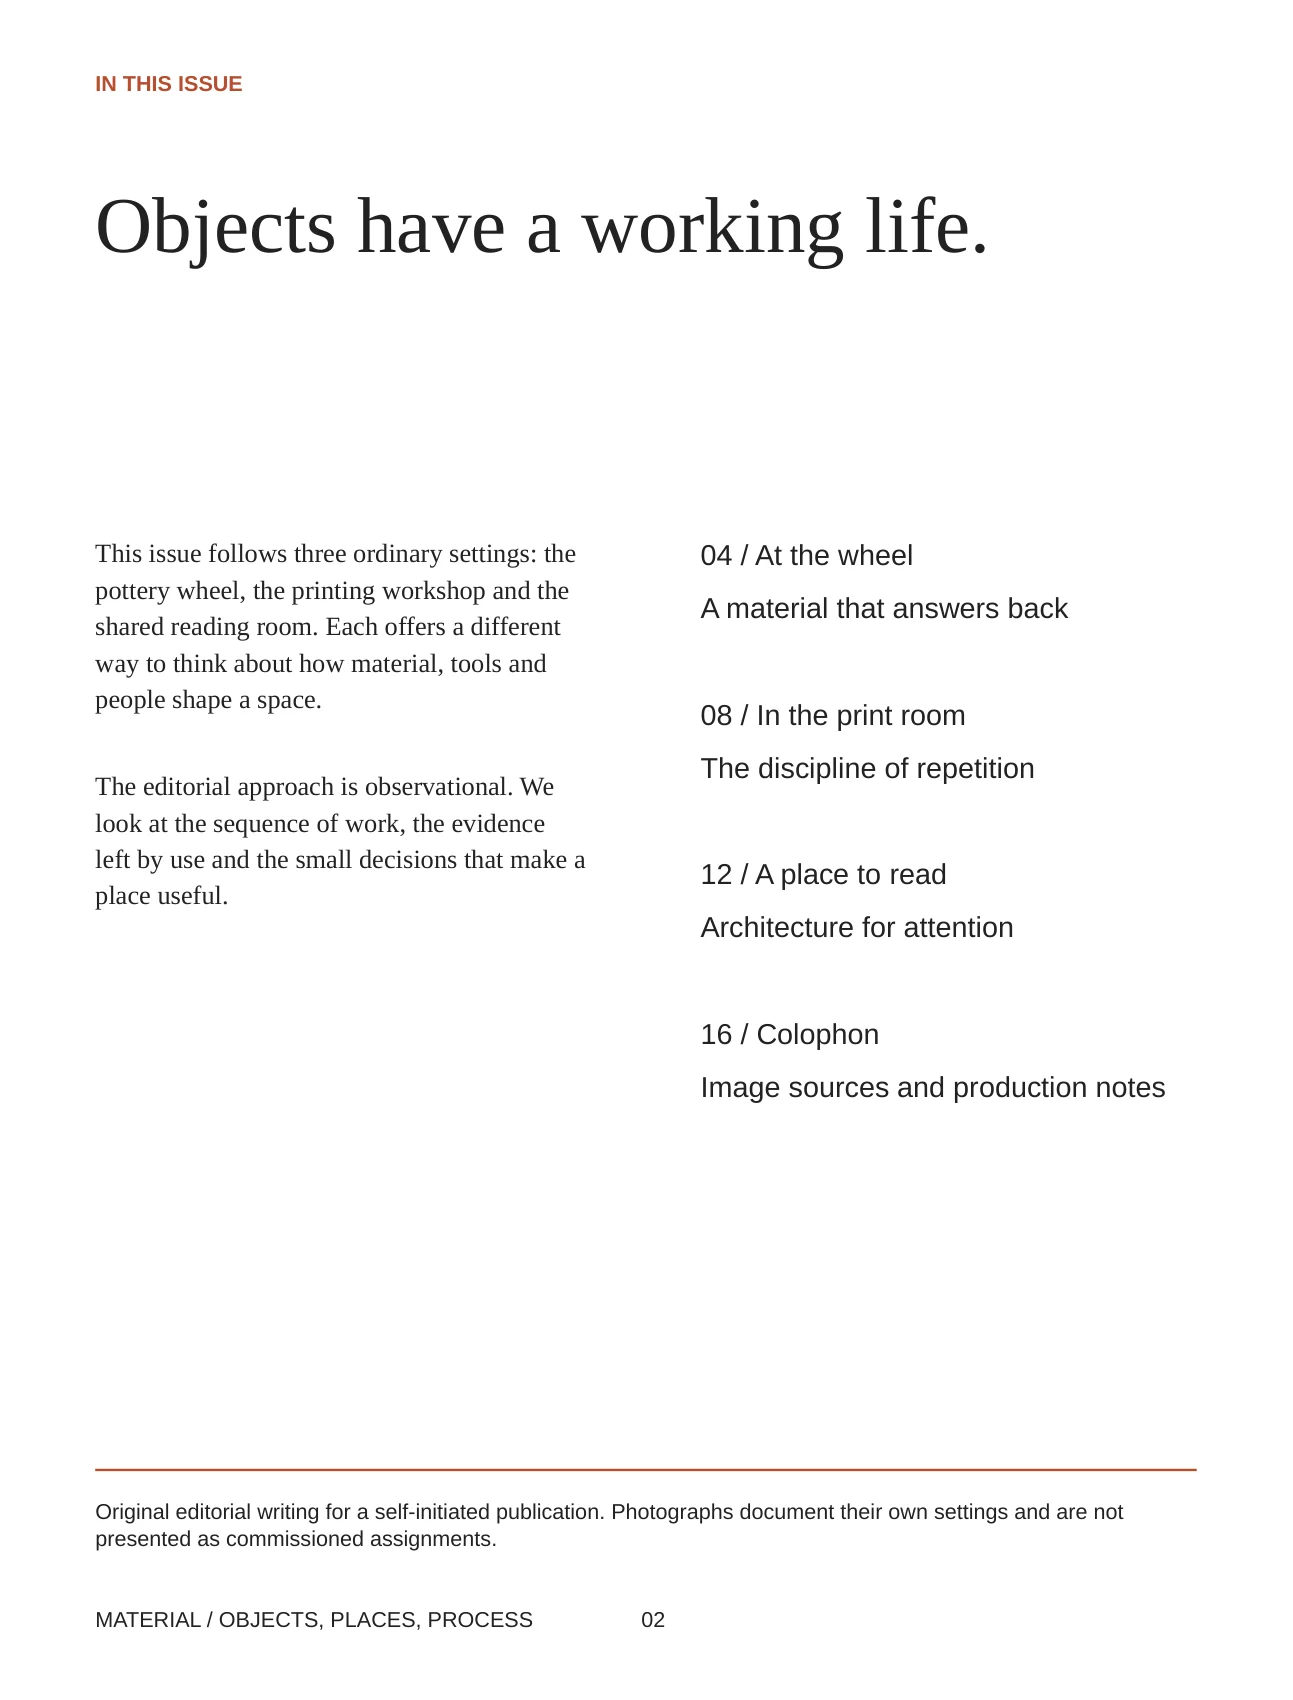 IN THIS ISSUE
Objects have a working life.
This issue follows three ordinary settings: the
pottery wheel, the printing workshop and the
shared reading room. Each offers a different
way to think about how material, tools and
people shape a space.
The editorial approach is observational. We
look at the sequence of work, the evidence
left by use and the small decisions that make a
place useful.
04 / At the wheel
A material that answers back
08 / In the print room
The discipline of repetition
12 / A place to read
Architecture for attention
16 / Colophon
Image sources and production notes
Original editorial writing for a self-initiated publication. Photographs document their own settings and are not
presented as commissioned assignments.
MATERIAL / OBJECTS, PLACES, PROCESS 02